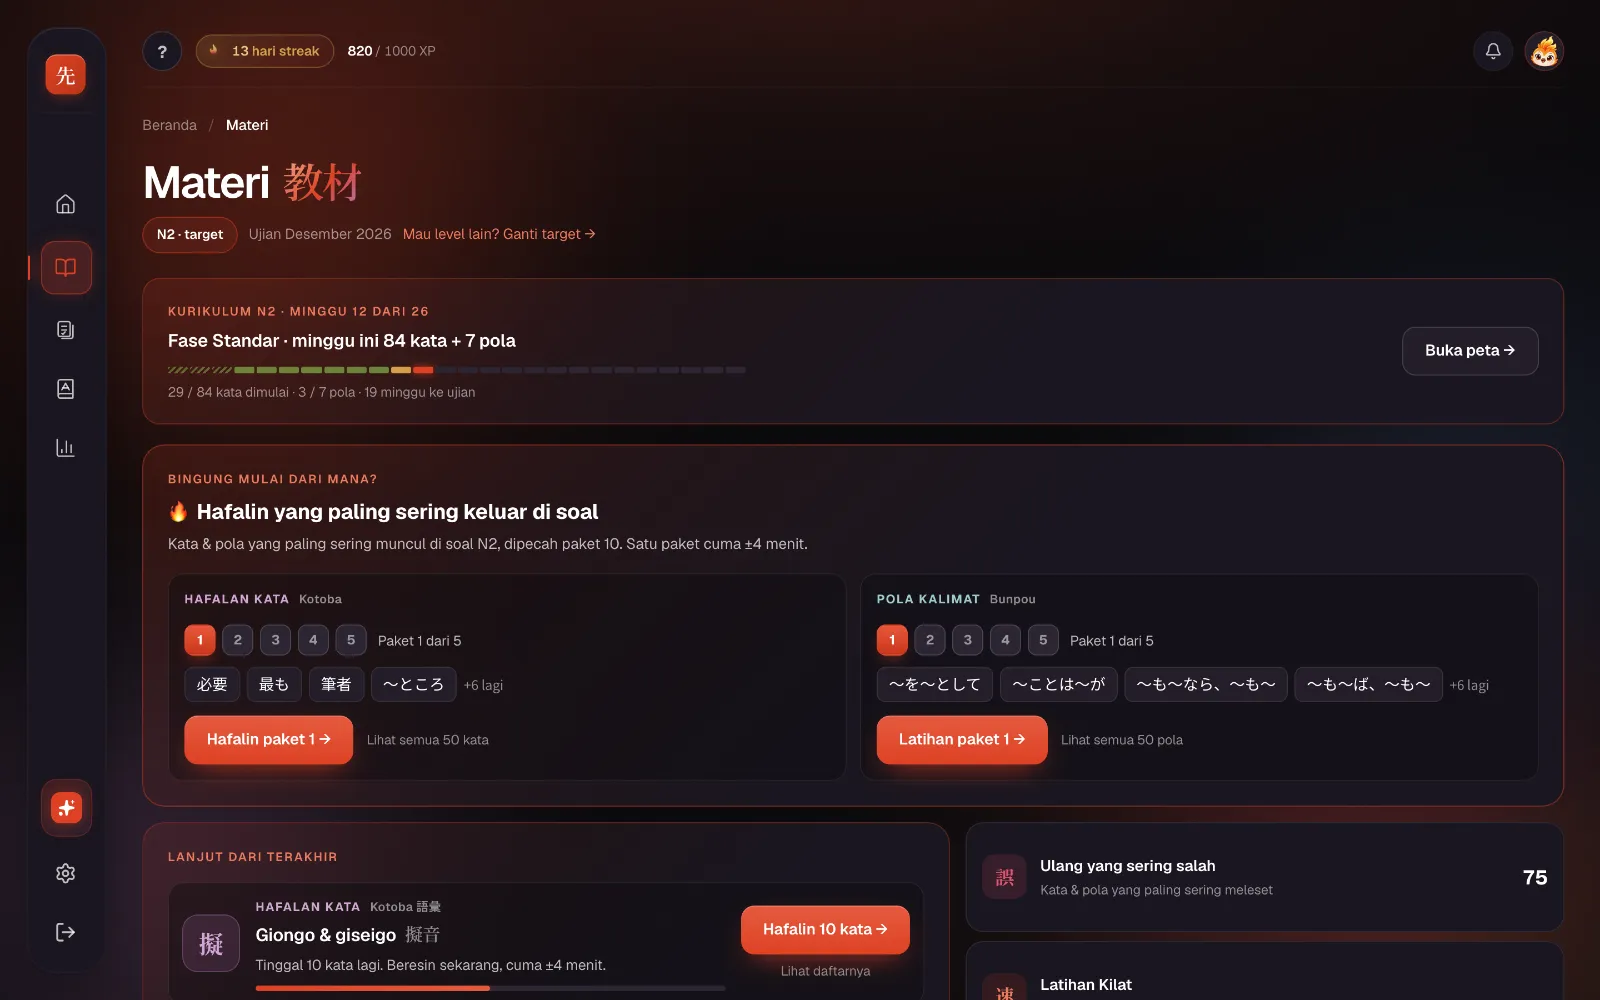 先
?
13 hari streak
820 / 1000 XP
Beranda / Materi
Materi 教材
N2 · target
Ujian Desember 2026
Mau level lain? Ganti target →
KURIKULUM N2 · MINGGU 12 DARI 26
Fase Standar · minggu ini 84 kata + 7 pola
29 / 84 kata dimulai · 3 / 7 pola · 19 minggu ke ujian
Buka peta →
BINGUNG MULAI DARI MANA?
🔥 Hafalin yang paling sering keluar di soal
Kata & pola yang paling sering muncul di soal N2, dipecah paket 10. Satu paket cuma ±4 menit.
HAFALAN KATA Kotoba
1 2 3 4 5 Paket 1 dari 5
必要 最も 筆者 〜ところ +6 lagi
Hafalin paket 1 → Lihat semua 50 kata
POLA KALIMAT Bunpou
1 2 3 4 5 Paket 1 dari 5
〜を〜として 〜ことは〜が 〜も〜なら、〜も〜 〜も〜ば、〜も〜 +6 lagi
Latihan paket 1 → Lihat semua 50 pola
LANJUT DARI TERAKHIR
擬
HAFALAN KATA Kotoba 語彙
Giongo & giseigo 擬音
Tinggal 10 kata lagi. Beresin sekarang, cuma ±4 menit.
Hafalin 10 kata →
Lihat daftarnya
誤
Ulang yang sering salah
Kata & pola yang paling sering meleset
75
速
Latihan Kilat